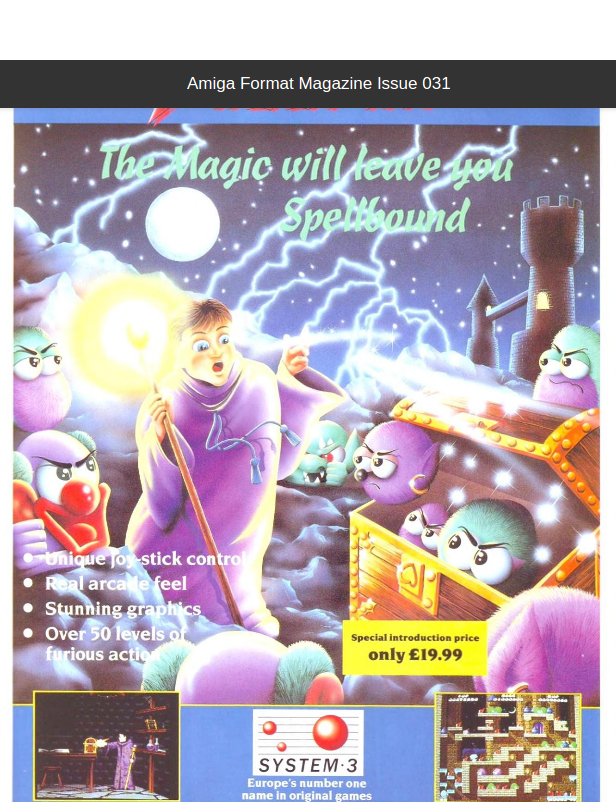 Amiga Format Magazine Issue 031
The Magic will leave you
Spellbound
Unique joy-stick control
Real arcade feel
Stunning graphics
Over 50 levels of
furious action
Special introduction price
only £19.99
SYSTEM·3
Europe's number one
name in original games